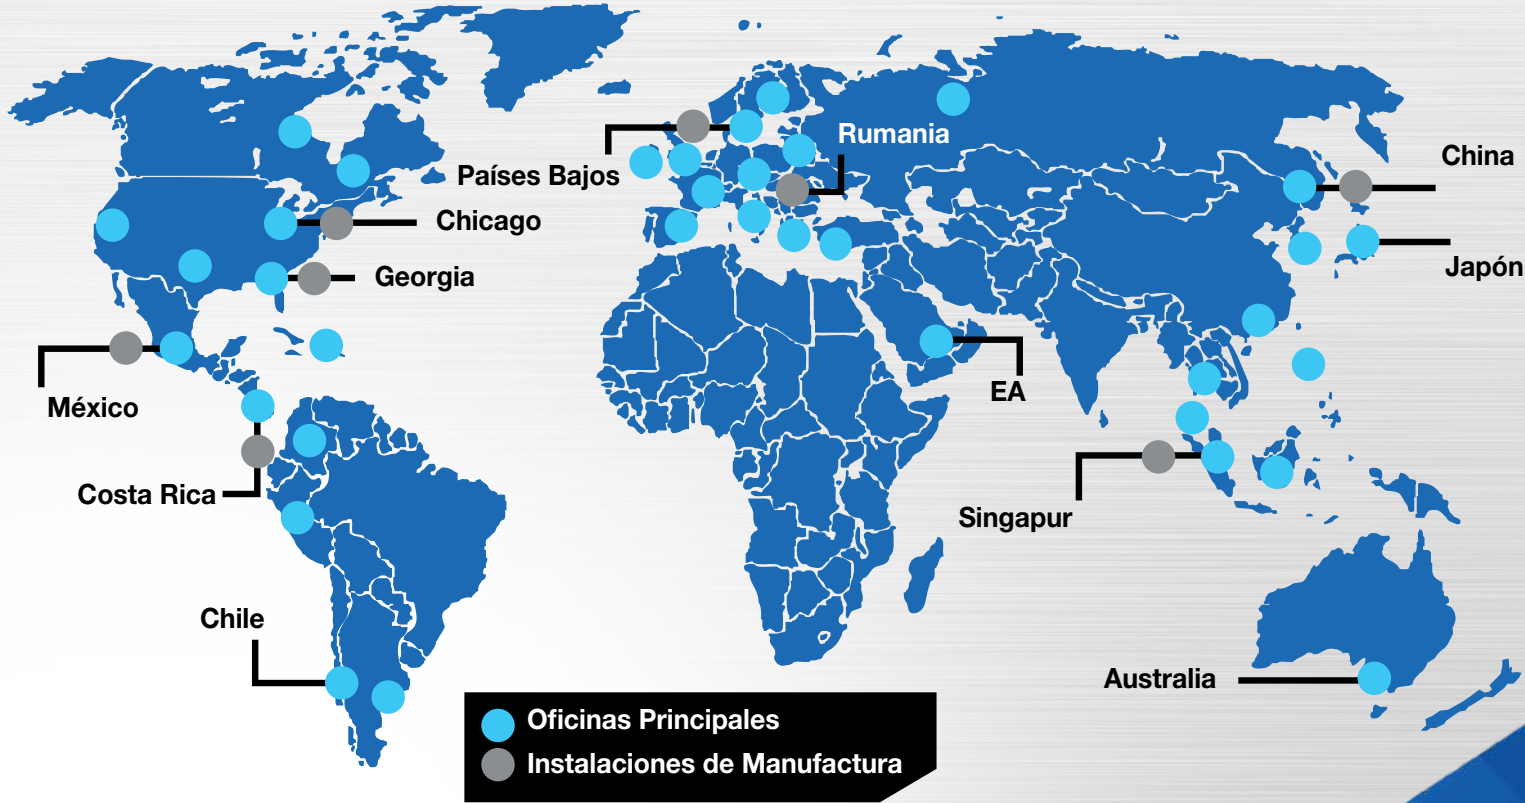 Rumania
China
Países Bajos
Chicago
Japón
Georgia
EA
México
Costa Rica
Singapur
Chile
Australia
Oficinas Principales
Instalaciones de Manufactura